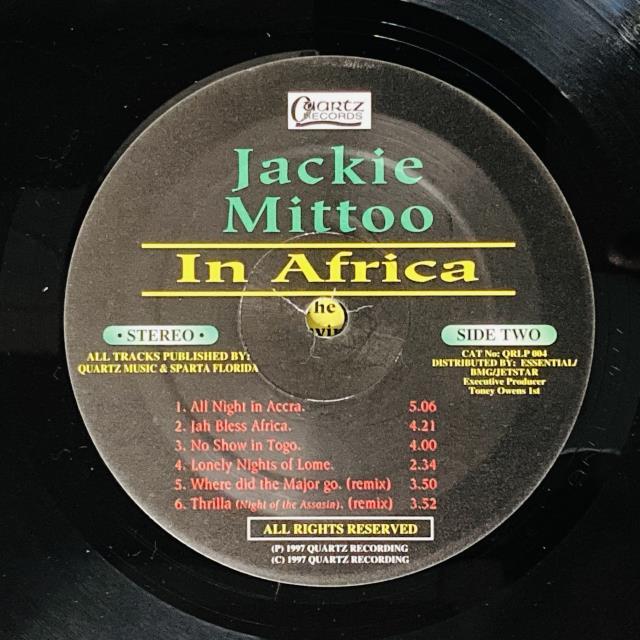 Quartz
RECORDS
Jackie
Mittoo
In Africa
he
• STEREO •
SIDE TWO
ALL TRACKS PUBLISHED BY:
QUARTZ MUSIC & SPARTA FLORIDA
CAT No: QRLP 004
DISTRIBUTED BY: ESSENTIAL/
BMG/JETSTAR
Executive Producer
Toney Owens 1st
1. All Night in Accra. 5.06
2. Jah Bless Africa. 4.21
3. No Show in Togo. 4.00
4. Lonely Nights of Lome. 2.34
5. Where did the Major go. (remix) 3.50
6. Thrilla (Night of the Assasin). (remix) 3.52
ALL RIGHTS RESERVED
(P) 1997 QUARTZ RECORDING
(C) 1997 QUARTZ RECORDING